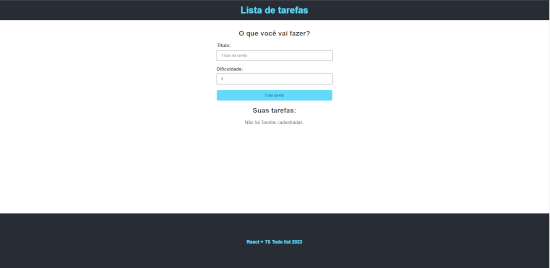 Lista de tarefas
O que você vai fazer?
Título:
Título da tarefa
Dificuldade:
0
Criar tarefa
Suas tarefas:
Não há Tarefas cadastradas.
React + TS Todo list 2023